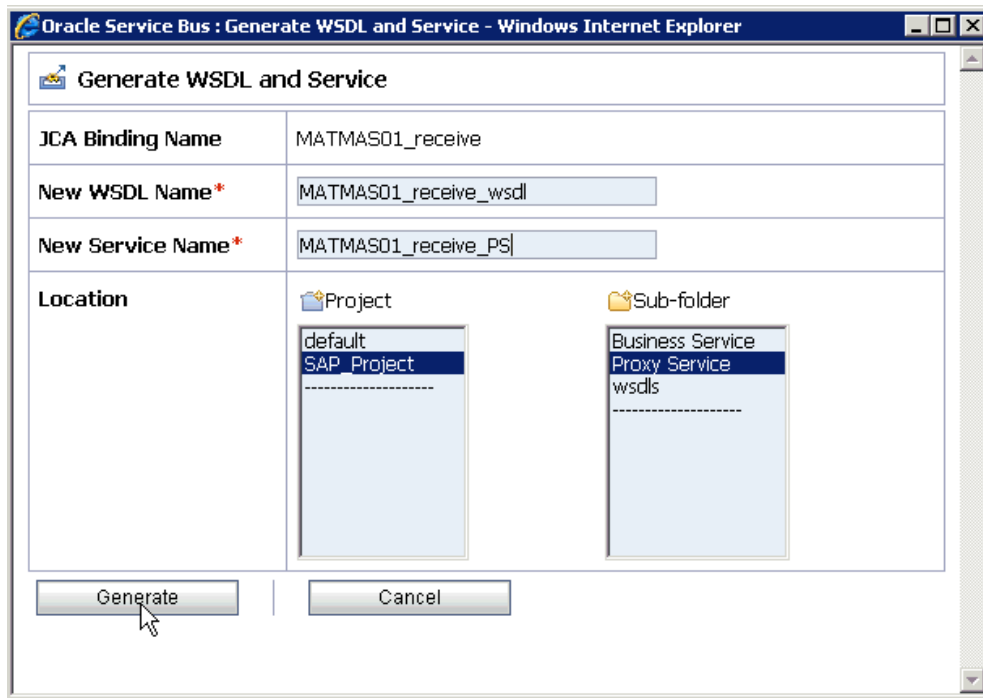 Oracle Service Bus : Generate WSDL and Service - Windows Internet Explorer
Generate WSDL and Service
JCA Binding Name MATMAS01_receive
New WSDL Name* MATMAS01_receive_wsdl
New Service Name* MATMAS01_receive_PS
Location Project Sub-folder
default Business Service
SAP_Project Proxy Service
-------------------- wsdls
--------------------
Generate Cancel